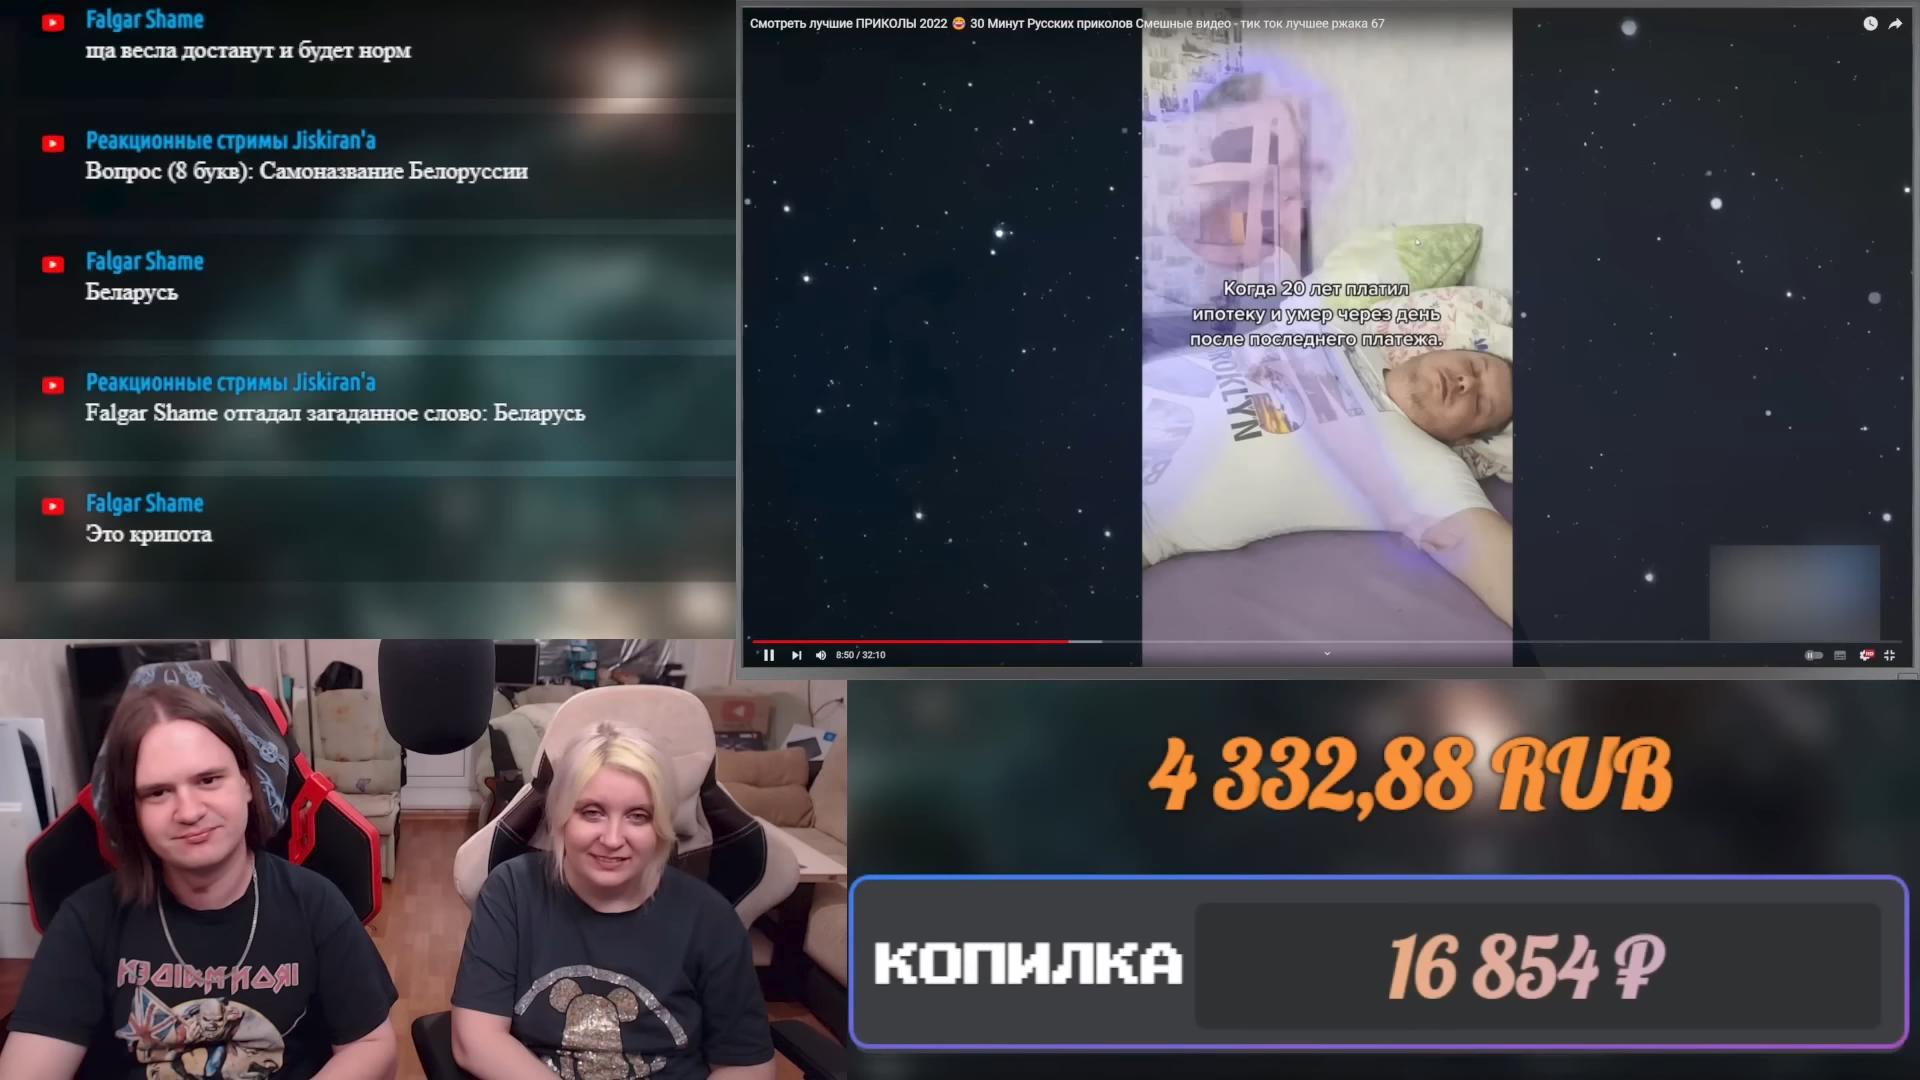 Falgar Shame
ща весла достанут и будет норм
Реакционные стримы Jiskiran'a
Вопрос (8 букв): Самоназвание Белоруссии
Falgar Shame
Беларусь
Реакционные стримы Jiskiran'a
Falgar Shame отгадал загаданное слово: Беларусь
Falgar Shame
Это крипота
Смотреть лучшие ПРИКОЛЫ 2022 😂 30 Минут Русских приколов Смешные видео - тик ток лучшее ржака 67
Когда 20 лет платил
ипотеку и умер через день
после последнего платежа.
8:50 / 32:10
4 332,88 RUB
КОПИЛКА
16 854 ₽